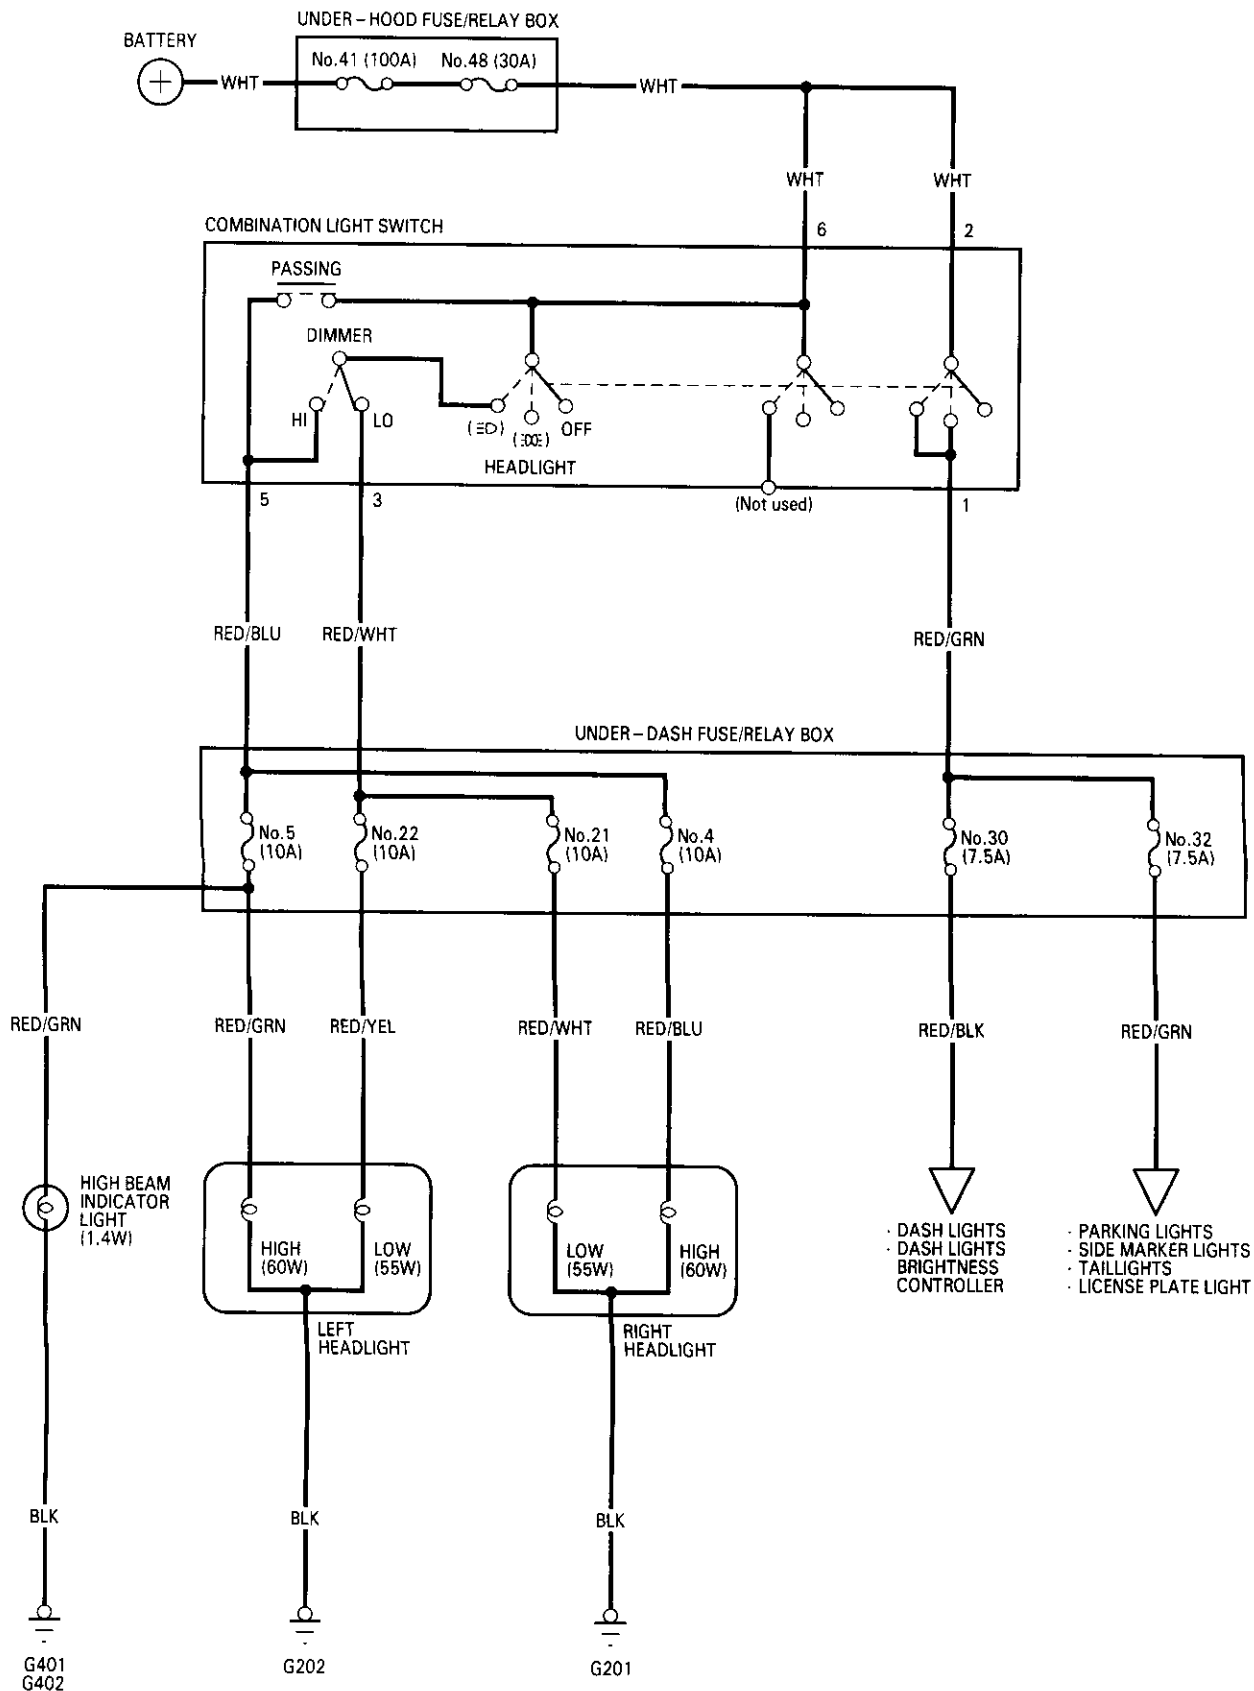 UNDER-HOOD FUSE/RELAY BOX
BATTERY
No.41 (100A) No.48 (30A)
WHT
WHT
WHT
WHT
COMBINATION LIGHT SWITCH
6
2
PASSING
DIMMER
HI
LO
OFF
HEADLIGHT
(Not used)
5
3
1
RED/BLU
RED/WHT
RED/GRN
UNDER-DASH FUSE/RELAY BOX
No.5
(10A)
No.22
(10A)
No.21
(10A)
No.4
(10A)
No.30
(7.5A)
No.32
(7.5A)
RED/GRN
RED/GRN
RED/YEL
RED/WHT
RED/BLU
RED/BLK
RED/GRN
HIGH BEAM
INDICATOR
LIGHT
(1.4W)
HIGH
(60W)
LOW
(55W)
LOW
(55W)
HIGH
(60W)
· DASH LIGHTS
· DASH LIGHTS
BRIGHTNESS
CONTROLLER
· PARKING LIGHTS
· SIDE MARKER LIGHTS
· TAILLIGHTS
· LICENSE PLATE LIGHT
LEFT
HEADLIGHT
RIGHT
HEADLIGHT
BLK
BLK
BLK
G401
G402
G202
G201